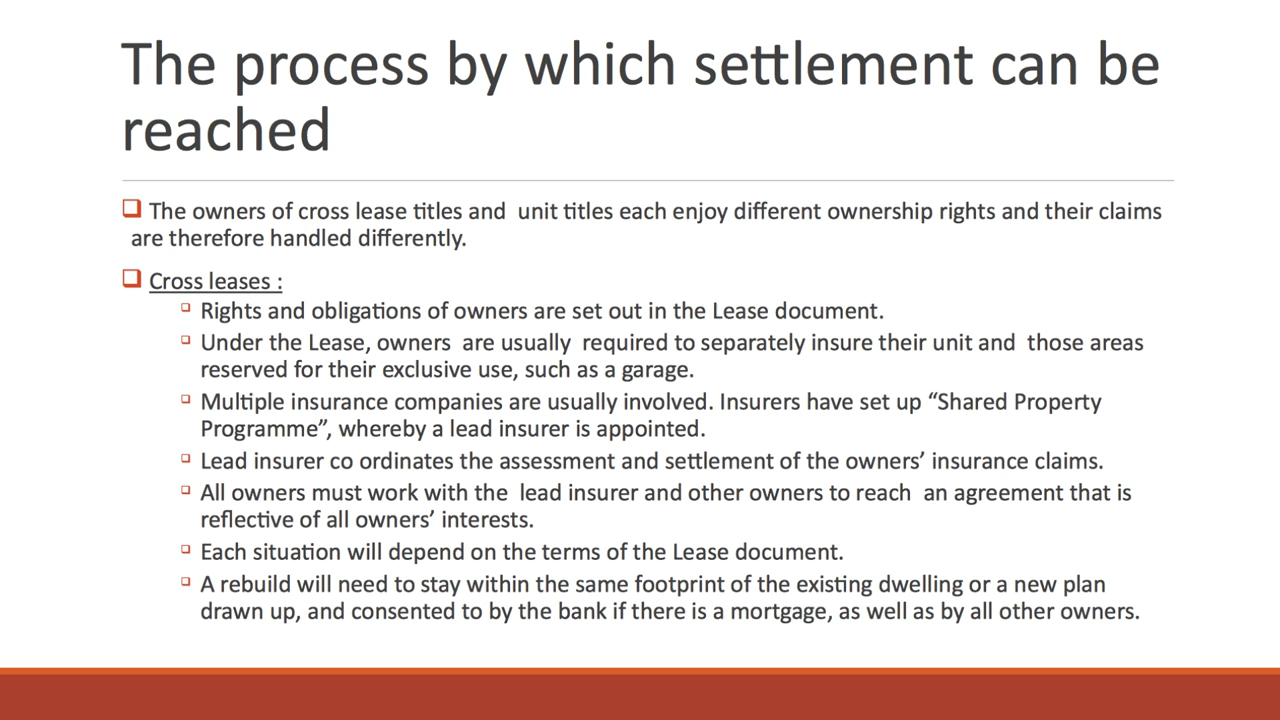 The process by which settlement can be
reached
The owners of cross lease titles and  unit titles each enjoy different ownership rights and their claims
are therefore handled differently.
Cross leases :
Rights and obligations of owners are set out in the Lease document.
Under the Lease, owners  are usually  required to separately insure their unit and  those areas
reserved for their exclusive use, such as a garage.
Multiple insurance companies are usually involved. Insurers have set up “Shared Property
Programme”, whereby a lead insurer is appointed.
Lead insurer co ordinates the assessment and settlement of the owners’ insurance claims.
All owners must work with the  lead insurer and other owners to reach  an agreement that is
reflective of all owners’ interests.
Each situation will depend on the terms of the Lease document.
A rebuild will need to stay within the same footprint of the existing dwelling or a new plan
drawn up, and consented to by the bank if there is a mortgage, as well as by all other owners.